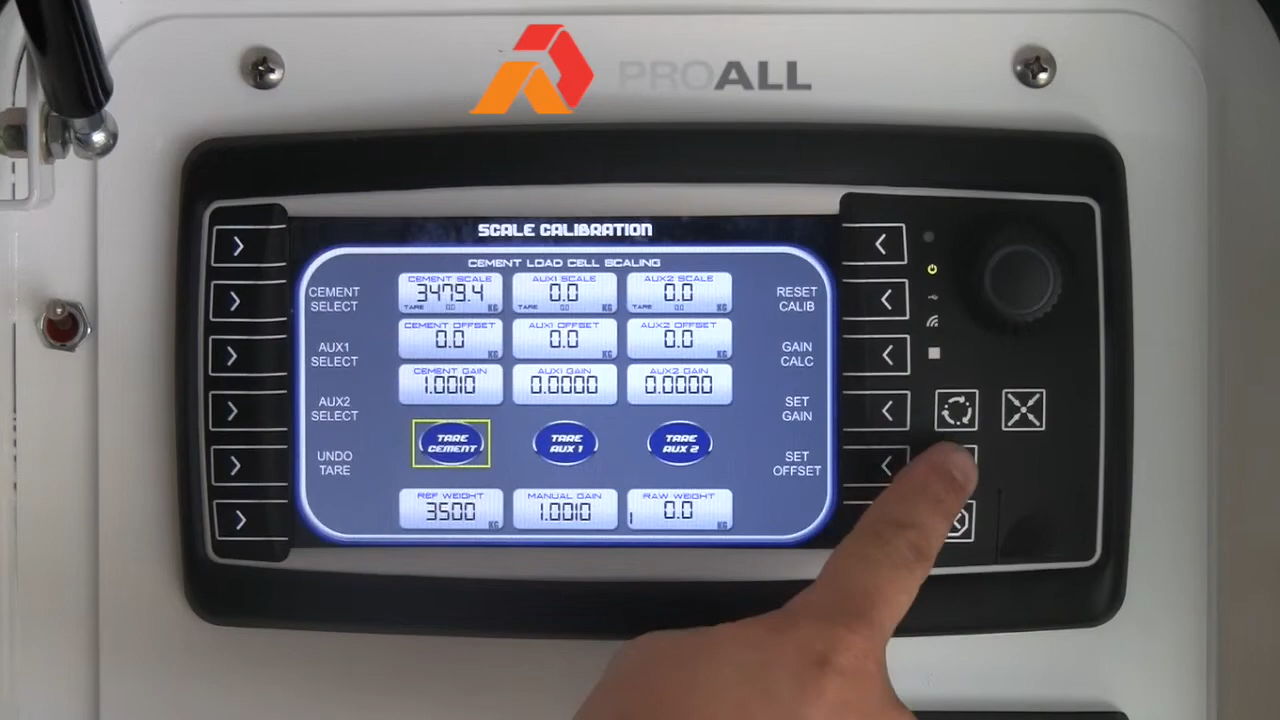 PROALL
SCALE CALIBRATION
CEMENT LOAD CELL SCALING
CEMENT SCALE AUX1 SCALE AUX2 SCALE
3479.4 0.0 0.0
TARE 0.0 KG TARE 0.0 KG TARE 0.0 KG
CEMENT SELECT
RESET CALIB
CEMENT OFFSET AUX1 OFFSET AUX2 OFFSET
0.0 KG 0.0 KG 0.0 KG
AUX1 SELECT
GAIN CALC
CEMENT GAIN AUX1 GAIN AUX2 GAIN
1.0010 0.0000 0.0000
AUX2 SELECT
SET GAIN
TARE CEMENT
TARE AUX 1
TARE AUX 2
UNDO TARE
SET OFFSET
REF WEIGHT MANUAL GAIN RAW WEIGHT
3500 KG 1.0010 0.0 KG